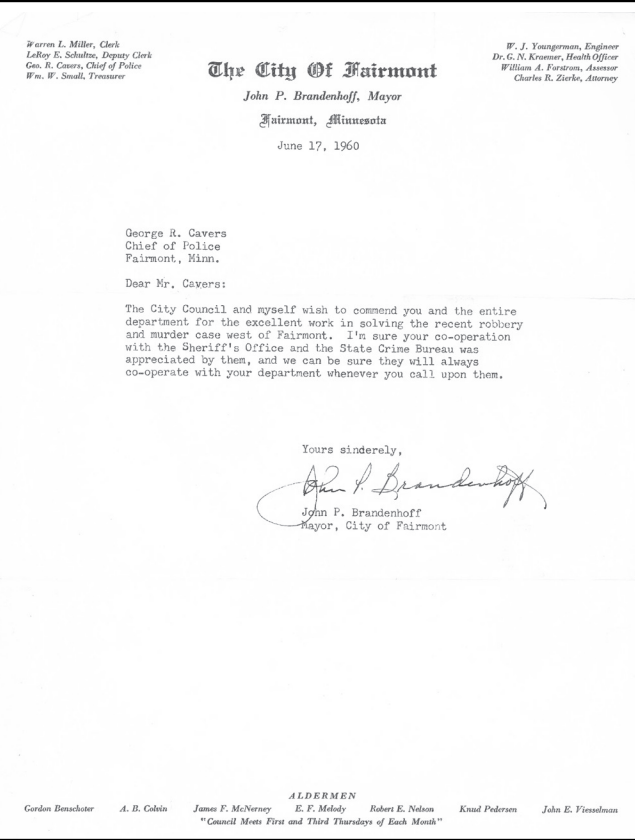 Warren L. Miller, Clerk
LeRoy E. Schultze, Deputy Clerk
Geo. R. Cavers, Chief of Police
Wm. W. Small, Treasurer
The City Of Fairmont
John P. Brandenhoff, Mayor
Fairmont, Minnesota
W. J. Youngerman, Engineer
Dr. G. N. Kraemer, Health Officer
William A. Forstrom, Assessor
Charles R. Zierke, Attorney
June 17, 1960
George R. Cavers
Chief of Police
Fairmont, Minn.
Dear Mr. Cavers:
The City Council and myself wish to commend you and the entire
department for the excellent work in solving the recent robbery
and murder case west of Fairmont. I'm sure your co-operation
with the Sheriff's Office and the State Crime Bureau was
appreciated by them, and we can be sure they will always
co-operate with your department whenever you call upon them.
Yours sinderely,
John P. Brandenhoff
John P. Brandenhoff
Mayor, City of Fairmont
ALDERMEN
Gordon Benschoter A. B. Colvin James F. McNerney E. F. Melody Robert E. Nelson Knud Pedersen John E. Viesselman
"Council Meets First and Third Thursdays of Each Month"